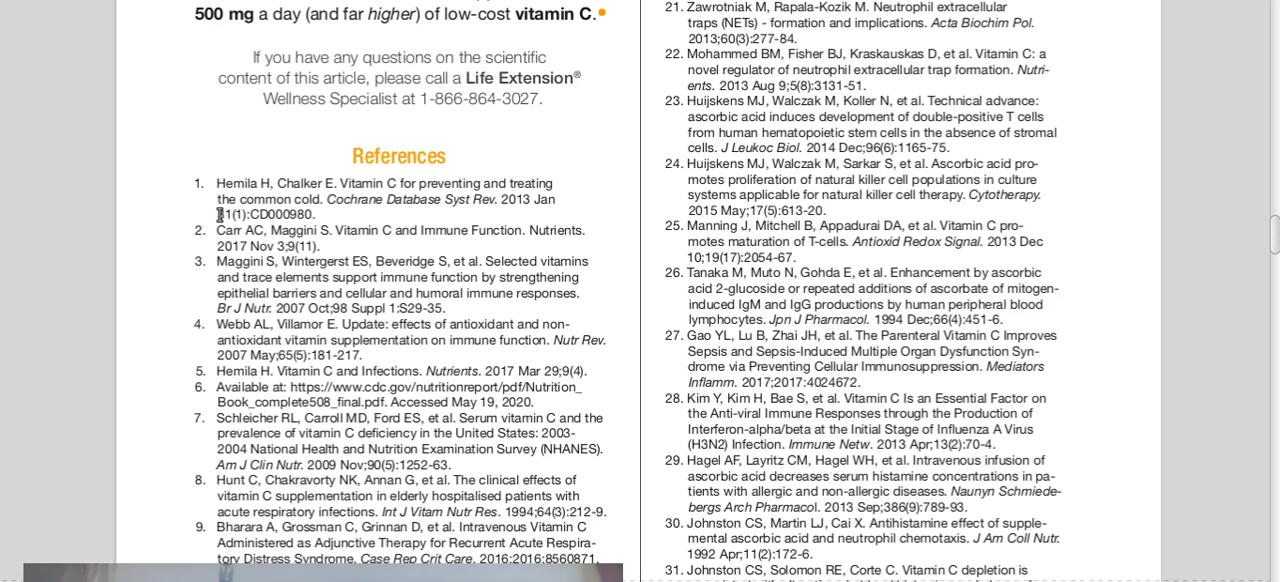 500 mg a day (and far higher) of low-cost vitamin C.
If you have any questions on the scientific
content of this article, please call a Life Extension®
Wellness Specialist at 1-866-864-3027.
References
1. Hemila H, Chalker E. Vitamin C for preventing and treating
the common cold. Cochrane Database Syst Rev. 2013 Jan
31(1):CD000980.
2. Carr AC, Maggini S. Vitamin C and Immune Function. Nutrients.
2017 Nov 3;9(11).
3. Maggini S, Wintergerst ES, Beveridge S, et al. Selected vitamins
and trace elements support immune function by strengthening
epithelial barriers and cellular and humoral immune responses.
Br J Nutr. 2007 Oct;98 Suppl 1:S29-35.
4. Webb AL, Villamor E. Update: effects of antioxidant and non-
antioxidant vitamin supplementation on immune function. Nutr Rev.
2007 May;65(5):181-217.
5. Hemila H. Vitamin C and Infections. Nutrients. 2017 Mar 29;9(4).
6. Available at: https://www.cdc.gov/nutritionreport/pdf/Nutrition_
Book_complete508_final.pdf. Accessed May 19, 2020.
7. Schleicher RL, Carroll MD, Ford ES, et al. Serum vitamin C and the
prevalence of vitamin C deficiency in the United States: 2003-
2004 National Health and Nutrition Examination Survey (NHANES).
Am J Clin Nutr. 2009 Nov;90(5):1252-63.
8. Hunt C, Chakravorty NK, Annan G, et al. The clinical effects of
vitamin C supplementation in elderly hospitalised patients with
acute respiratory infections. Int J Vitam Nutr Res. 1994;64(3):212-9.
9. Bharara A, Grossman C, Grinnan D, et al. Intravenous Vitamin C
Administered as Adjunctive Therapy for Recurrent Acute Respira-
tory Distress Syndrome. Case Rep Crit Care. 2016;2016:8560871.
21. Zawrotniak M, Rapala-Kozik M. Neutrophil extracellular
traps (NETs) - formation and implications. Acta Biochim Pol.
2013;60(3):277-84.
22. Mohammed BM, Fisher BJ, Kraskauskas D, et al. Vitamin C: a
novel regulator of neutrophil extracellular trap formation. Nutri-
ents. 2013 Aug 9;5(8):3131-51.
23. Huijskens MJ, Walczak M, Koller N, et al. Technical advance:
ascorbic acid induces development of double-positive T cells
from human hematopoietic stem cells in the absence of stromal
cells. J Leukoc Biol. 2014 Dec;96(6):1165-75.
24. Huijskens MJ, Walczak M, Sarkar S, et al. Ascorbic acid pro-
motes proliferation of natural killer cell populations in culture
systems applicable for natural killer cell therapy. Cytotherapy.
2015 May;17(5):613-20.
25. Manning J, Mitchell B, Appadurai DA, et al. Vitamin C pro-
motes maturation of T-cells. Antioxid Redox Signal. 2013 Dec
10;19(17):2054-67.
26. Tanaka M, Muto N, Gohda E, et al. Enhancement by ascorbic
acid 2-glucoside or repeated additions of ascorbate of mitogen-
induced IgM and IgG productions by human peripheral blood
lymphocytes. Jpn J Pharmacol. 1994 Dec;66(4):451-6.
27. Gao YL, Lu B, Zhai JH, et al. The Parenteral Vitamin C Improves
Sepsis and Sepsis-Induced Multiple Organ Dysfunction Syn-
drome via Preventing Cellular Immunosuppression. Mediators
Inflamm. 2017;2017:4024672.
28. Kim Y, Kim H, Bae S, et al. Vitamin C Is an Essential Factor on
the Anti-viral Immune Responses through the Production of
Interferon-alpha/beta at the Initial Stage of Influenza A Virus
(H3N2) Infection. Immune Netw. 2013 Apr;13(2):70-4.
29. Hagel AF, Layritz CM, Hagel WH, et al. Intravenous infusion of
ascorbic acid decreases serum histamine concentrations in pa-
tients with allergic and non-allergic diseases. Naunyn Schmiede-
bergs Arch Pharmacol. 2013 Sep;386(9):789-93.
30. Johnston CS, Martin LJ, Cai X. Antihistamine effect of supple-
mental ascorbic acid and neutrophil chemotaxis. J Am Coll Nutr.
1992 Apr;11(2):172-6.
31. Johnston CS, Solomon RE, Corte C. Vitamin C depletion is